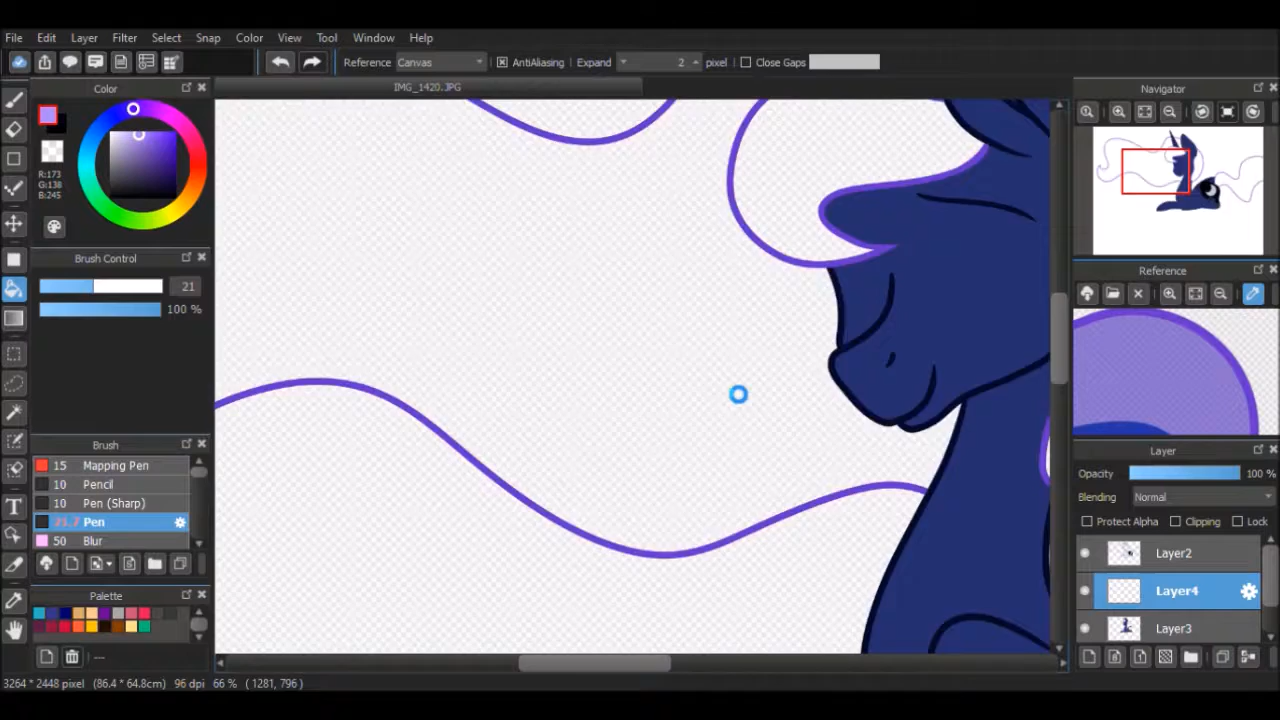 File Edit Layer Filter Select Snap Color View Tool Window Help
Reference Canvas AntiAliasing Expand 2 pixel Close Gaps
Color
IMG_1420.JPG
Navigator
R:173
G:138
B:245
Brush Control
21
100 %
Reference
Brush
15 Mapping Pen
10 Pencil
10 Pen (Sharp)
Pen
50 Blur
Layer
Opacity 100 %
Blending Normal
Protect Alpha Clipping Lock
Layer2
Layer4
Layer3
Palette
---
3264 * 2448 pixel (86.4 * 64.8cm) 96 dpi 66 % ( 1281, 796 )